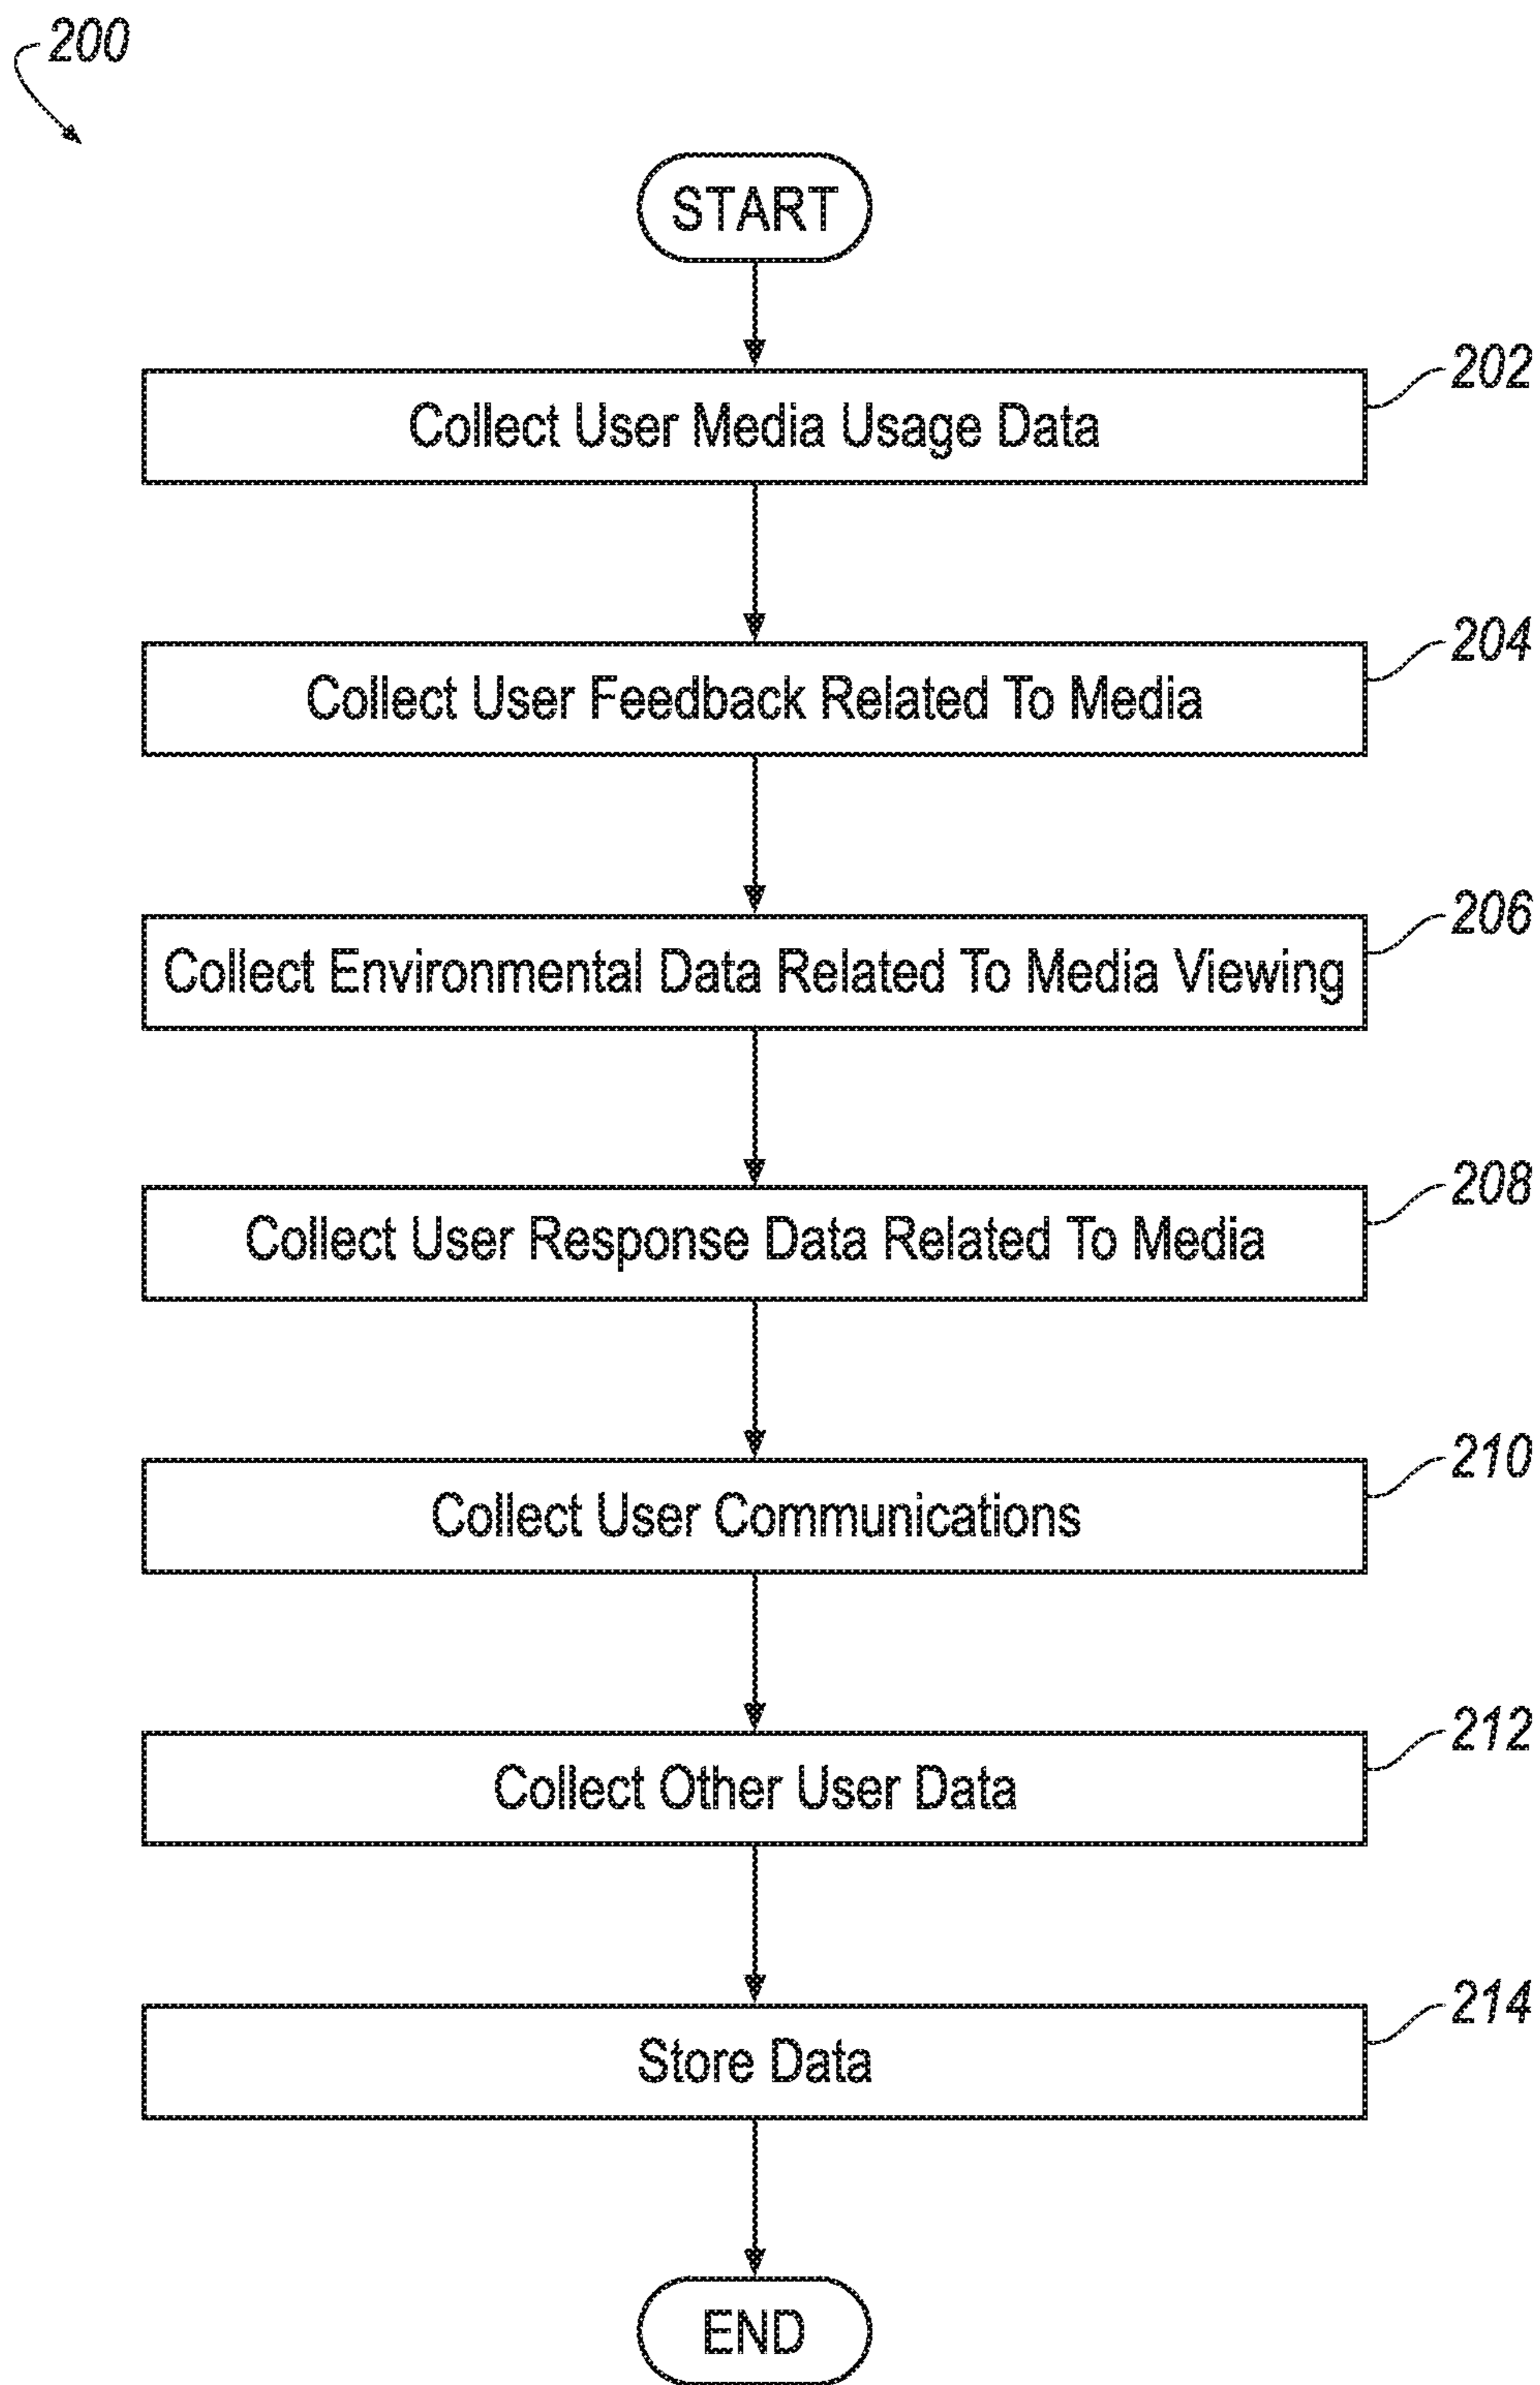 200
START
202
Collect User Media Usage Data
204
Collect User Feedback Related To Media
206
Collect Environmental Data Related To Media Viewing
208
Collect User Response Data Related To Media
210
Collect User Communications
212
Collect Other User Data
214
Store Data
END